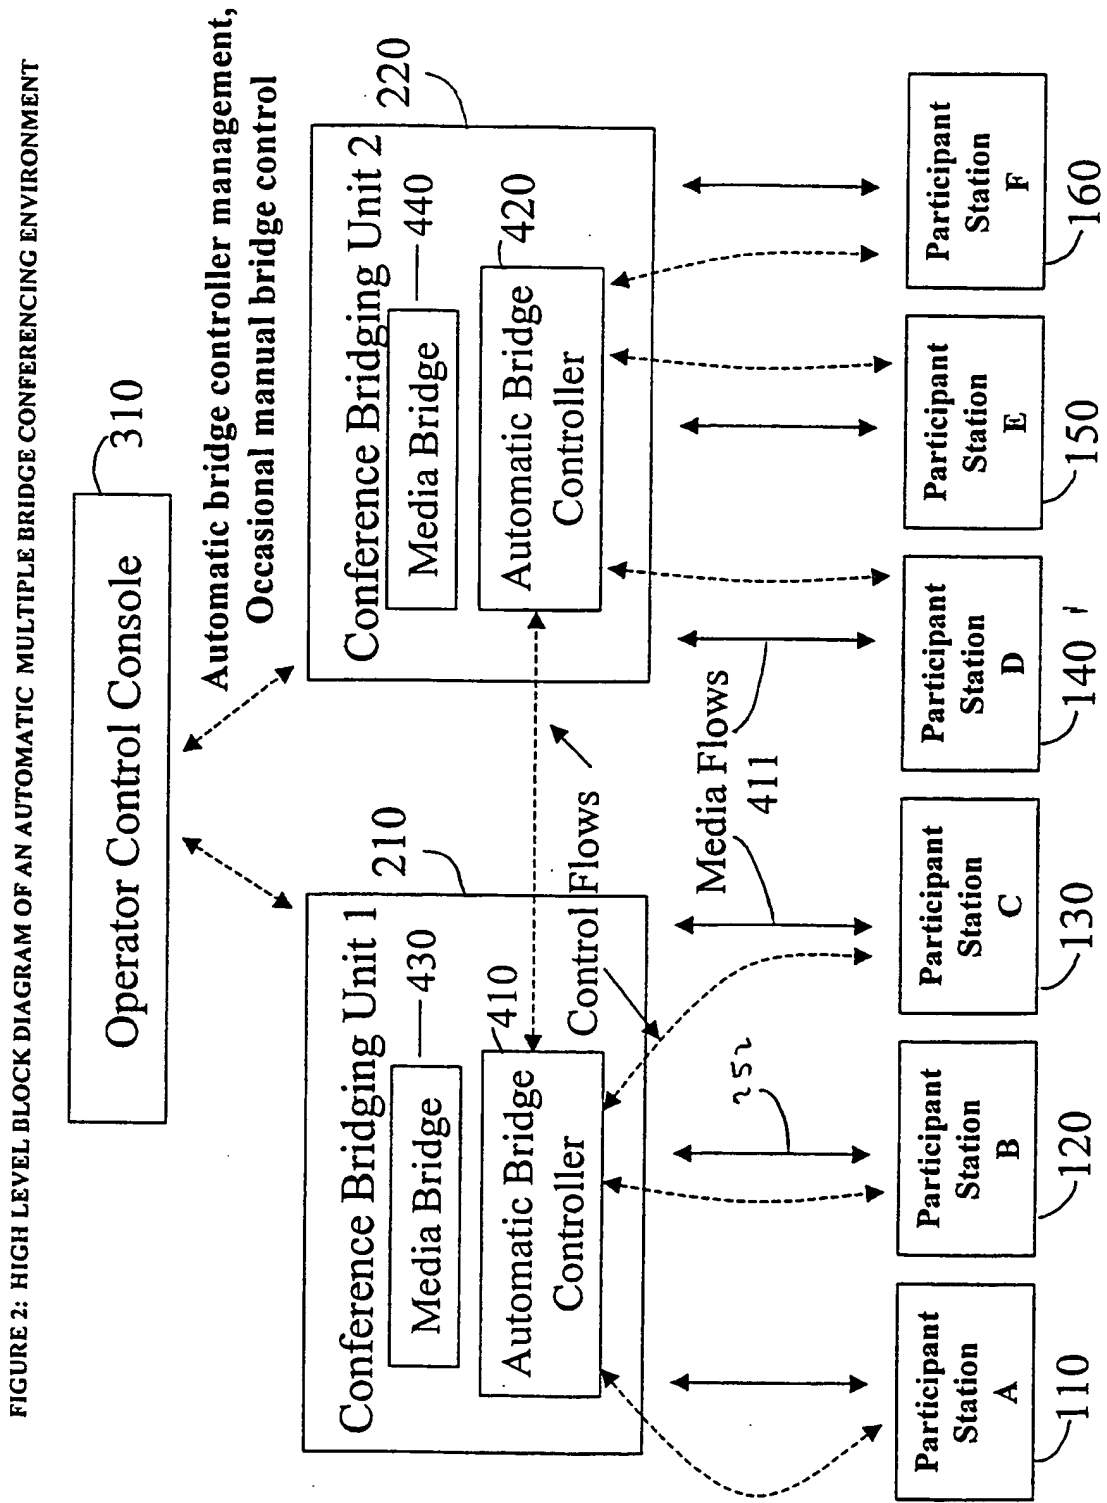 FIGURE 2: HIGH LEVEL BLOCK DIAGRAM OF AN AUTOMATIC MULTIPLE BRIDGE CONFERENCING ENVIRONMENT
Operator Control Console
310
Automatic bridge controller management,
Occasional manual bridge control
210
Conference Bridging Unit 1
Media Bridge
430
410
Automatic Bridge
Controller
220
Conference Bridging Unit 2
Media Bridge
440
420
Automatic Bridge
Controller
Control Flows
Media Flows
411
252
Participant
Station
A
110
Participant
Station
B
120
Participant
Station
C
130
Participant
Station
D
140
Participant
Station
E
150
Participant
Station
F
160